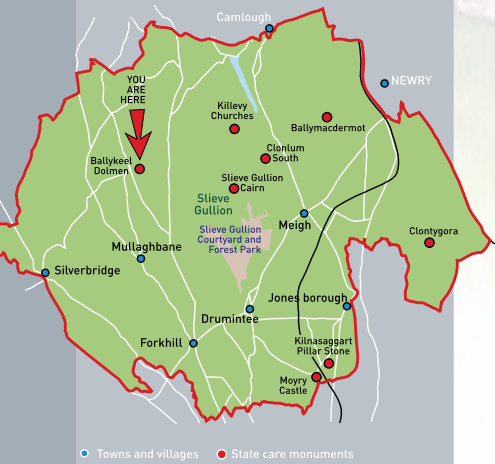 Camlough
NEWRY
YOU
ARE
HERE
Killevy
Churches
Ballymacdermot
Clonlum
South
Ballykeel
Dolmen
Slieve Gullion
Cairn
Slieve
Gullion
Slieve Gullion
Courtyard and
Forest Park
Meigh
Clontygora
Mullaghbane
Silverbridge
Jones borough
Drumintee
Forkhill
Kilnasaggart
Pillar Stone
Moyry
Castle
Towns and villages
State care monuments